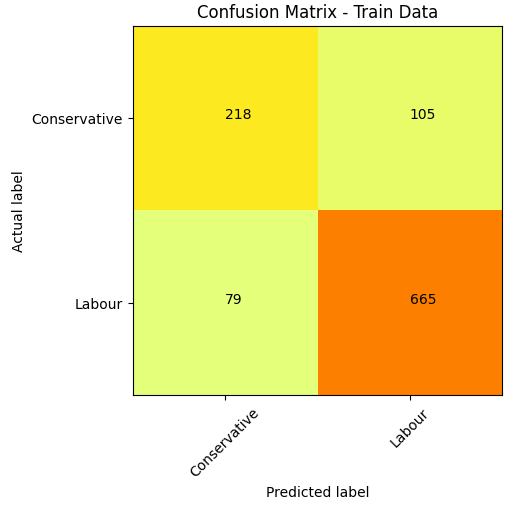 Confusion Matrix - Train Data
Actual label
Conservative
218
105
Labour
79
665
Conservative
Labour
Predicted label